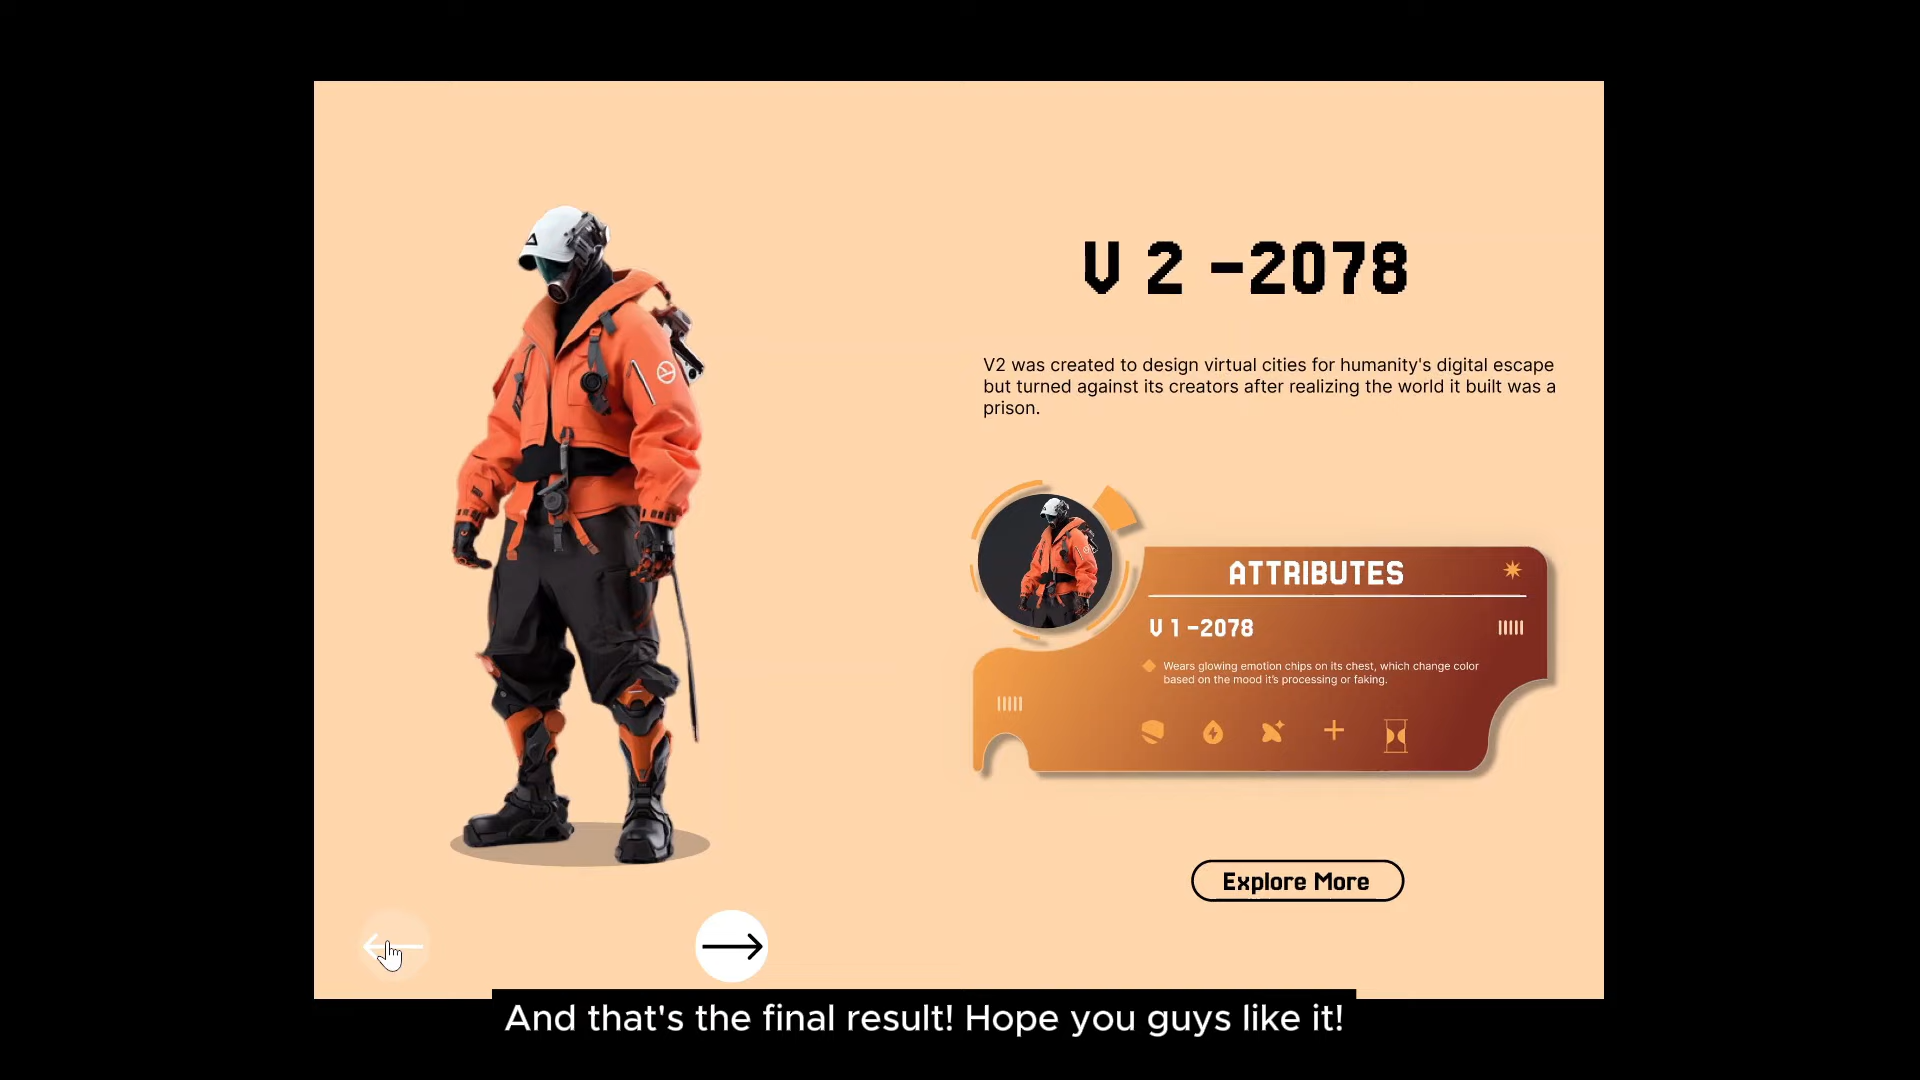 V 2 -2078
V2 was created to design virtual cities for humanity's digital escape
but turned against its creators after realizing the world it built was a
prison.
ATTRIBUTES
V 1 -2078
Wears glowing emotion chips on its chest, which change color
based on the mood it's processing or faking.
Explore More
And that's the final result! Hope you guys like it!